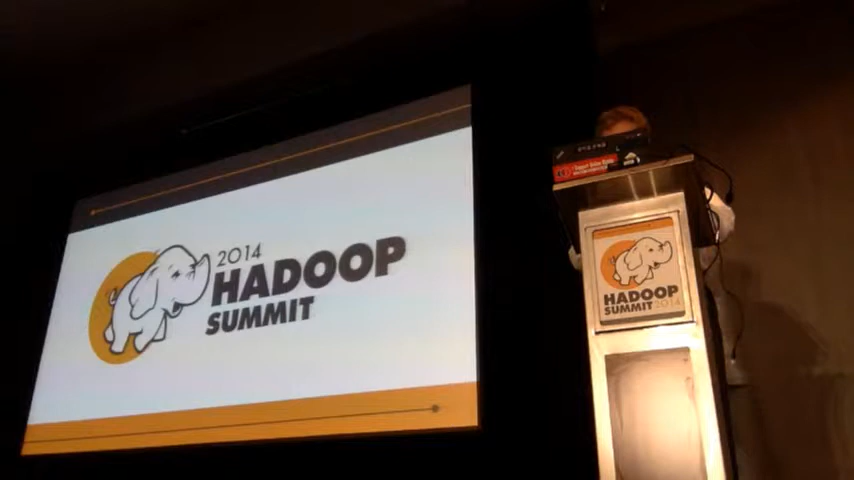 2014
HADOOP
SUMMIT
HADOOP
SUMMIT 2014